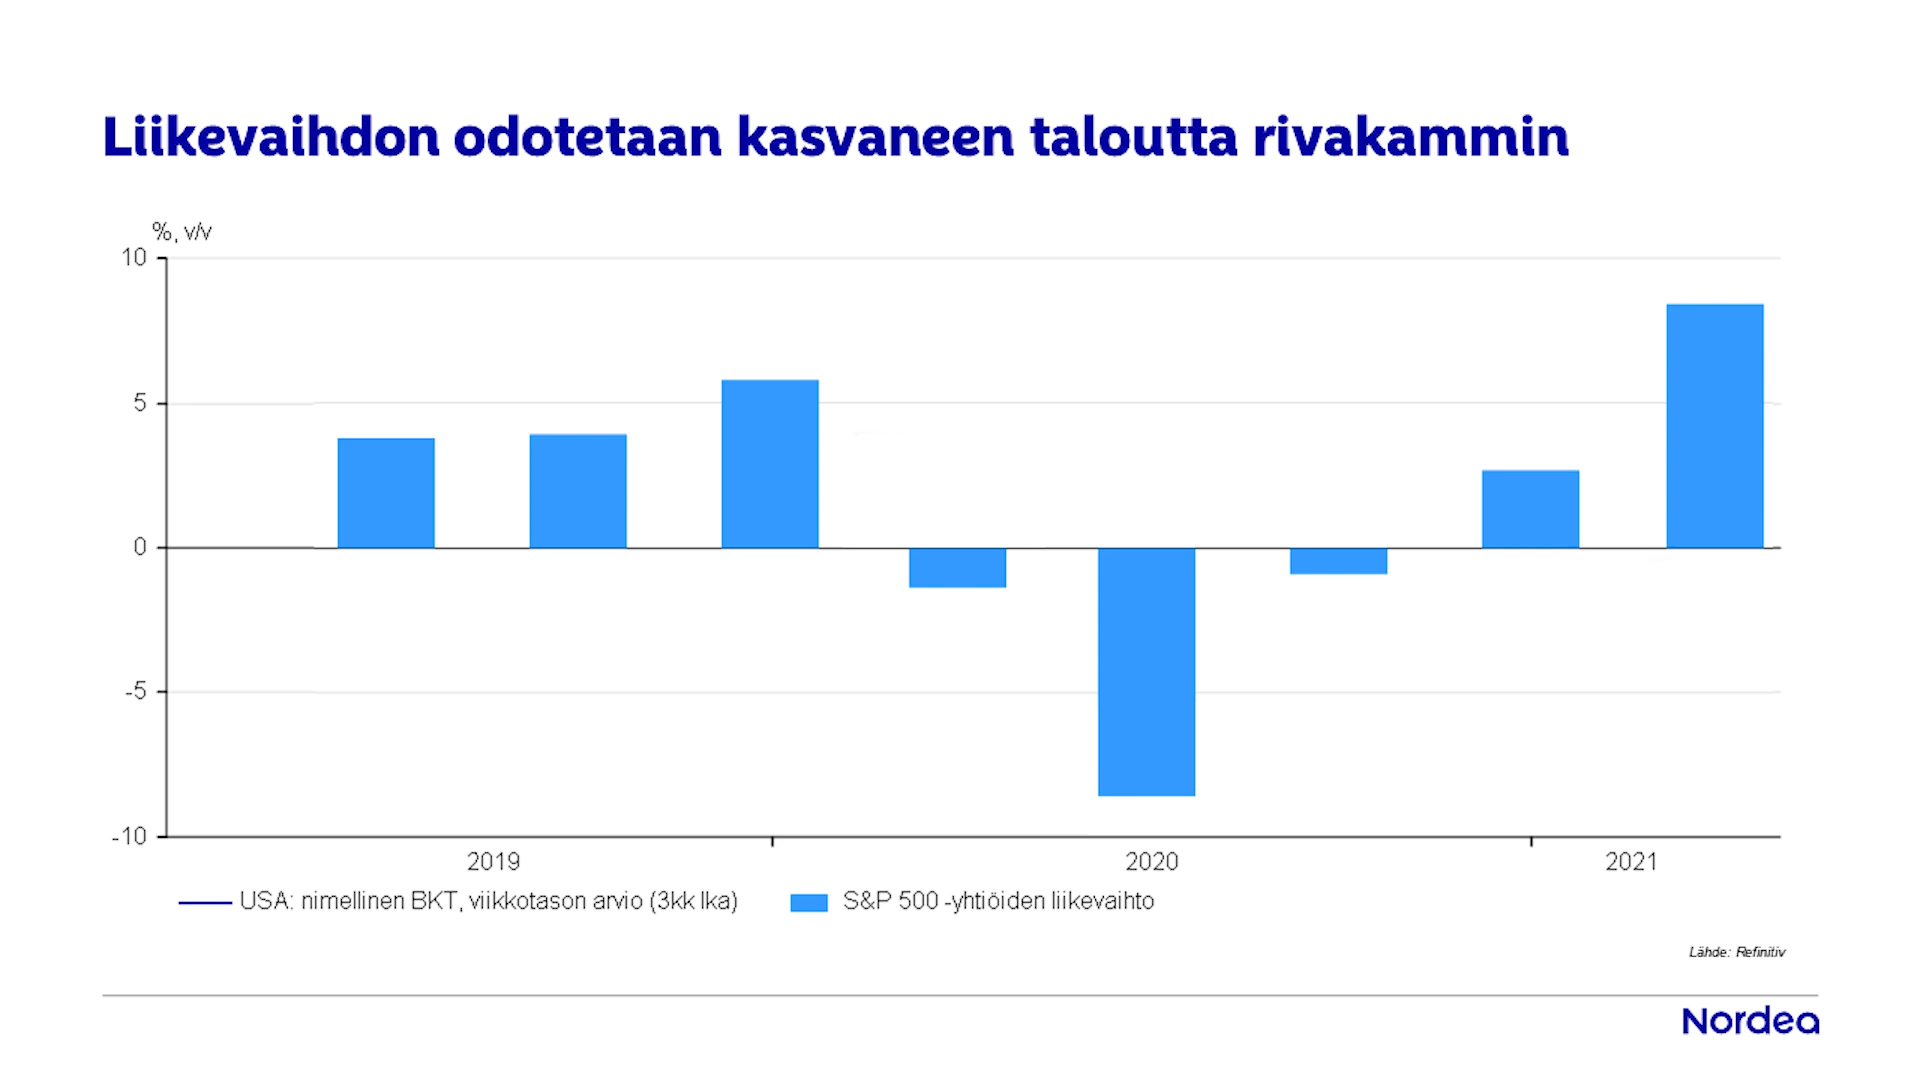 Liikevaihdon odotetaan kasvaneen taloutta rivakammin
%, v/v
10
5
0
-5
-10
2019 2020 2021
USA: nimellinen BKT, viikkotason arvio (3kk lka) S&P 500 -yhtiöiden liikevaihto
Lähde: Refinitiv
Nordea